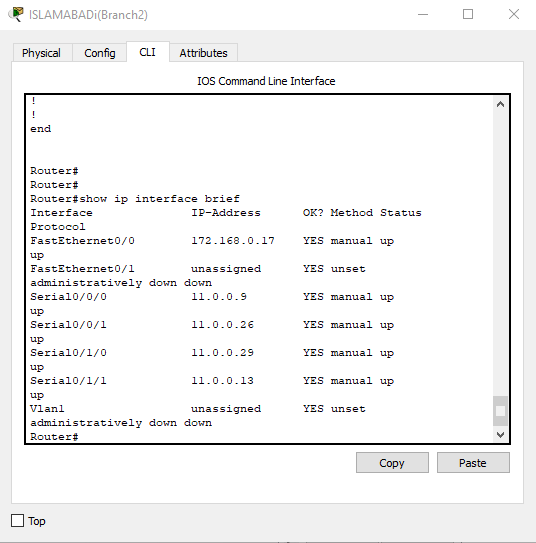 ISLAMABADi(Branch2)
Physical Config CLI Attributes
IOS Command Line Interface
!
!
end
Router#
Router#
Router#show ip interface brief
Interface IP-Address OK? Method Status
Protocol
FastEthernet0/0 172.168.0.17 YES manual up
up
FastEthernet0/1 unassigned YES unset
administratively down down
Serial0/0/0 11.0.0.9 YES manual up
up
Serial0/0/1 11.0.0.26 YES manual up
up
Serial0/1/0 11.0.0.29 YES manual up
up
Serial0/1/1 11.0.0.13 YES manual up
up
Vlan1 unassigned YES unset
administratively down down
Router#
Copy Paste
Top